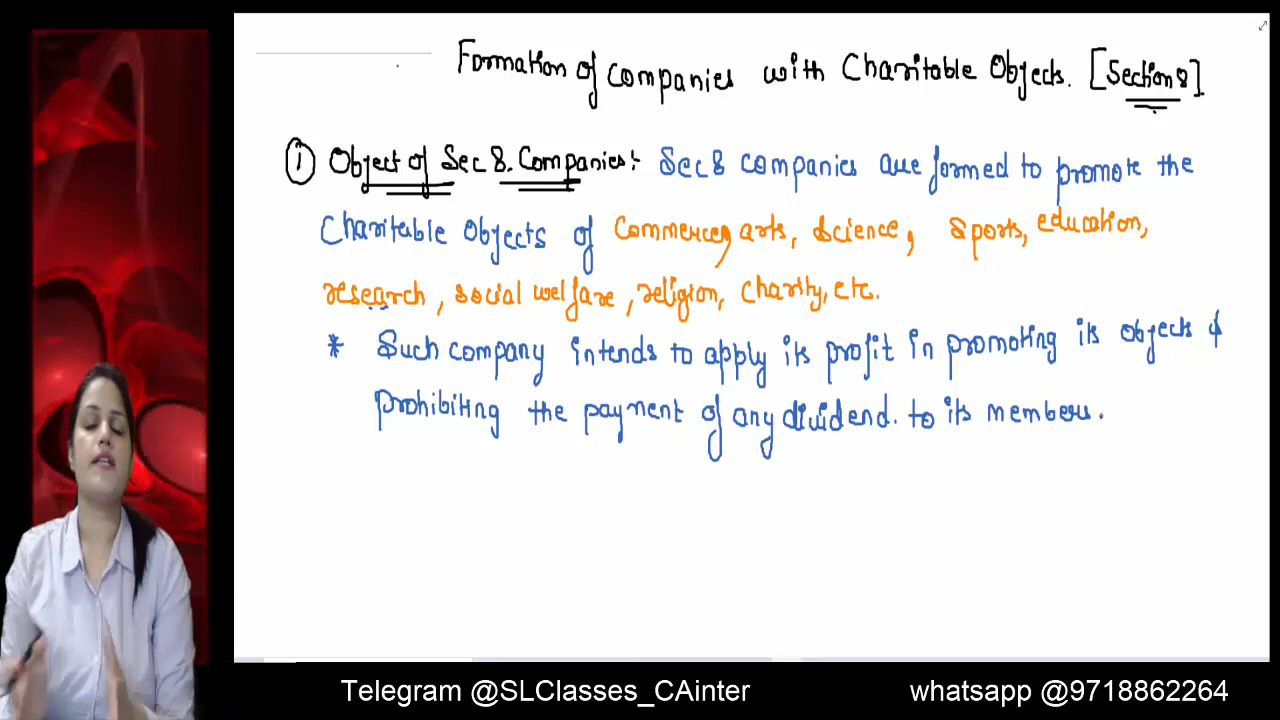 Formation of Companies with Charitable Objects. [Section 8]
① Object of Sec 8. Companies:- Sec 8 companies are formed to promote the
Charitable Objects of Commerce, arts, science, sports, education,
research, social welfare, religion, charity, etc.
* Such company intends to apply its profit in promoting its objects &
prohibiting the payment of any dividend. to its members.
Telegram @SLClasses_CAinter
whatsapp @9718862264